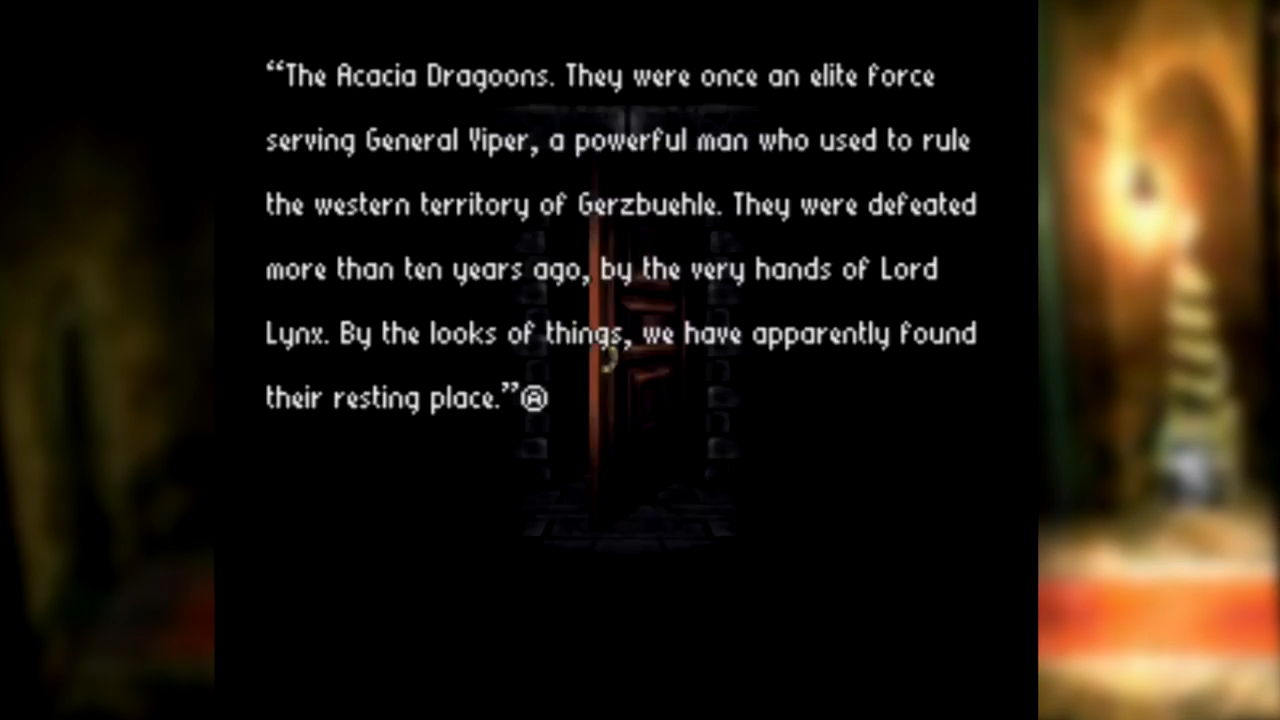 “The Acacia Dragoons. They were once an elite force
serving General Viper, a powerful man who used to rule
the western territory of Gerzbuehle. They were defeated
more than ten years ago, by the very hands of Lord
Lynx. By the looks of things, we have apparently found
their resting place.”Ⓐ